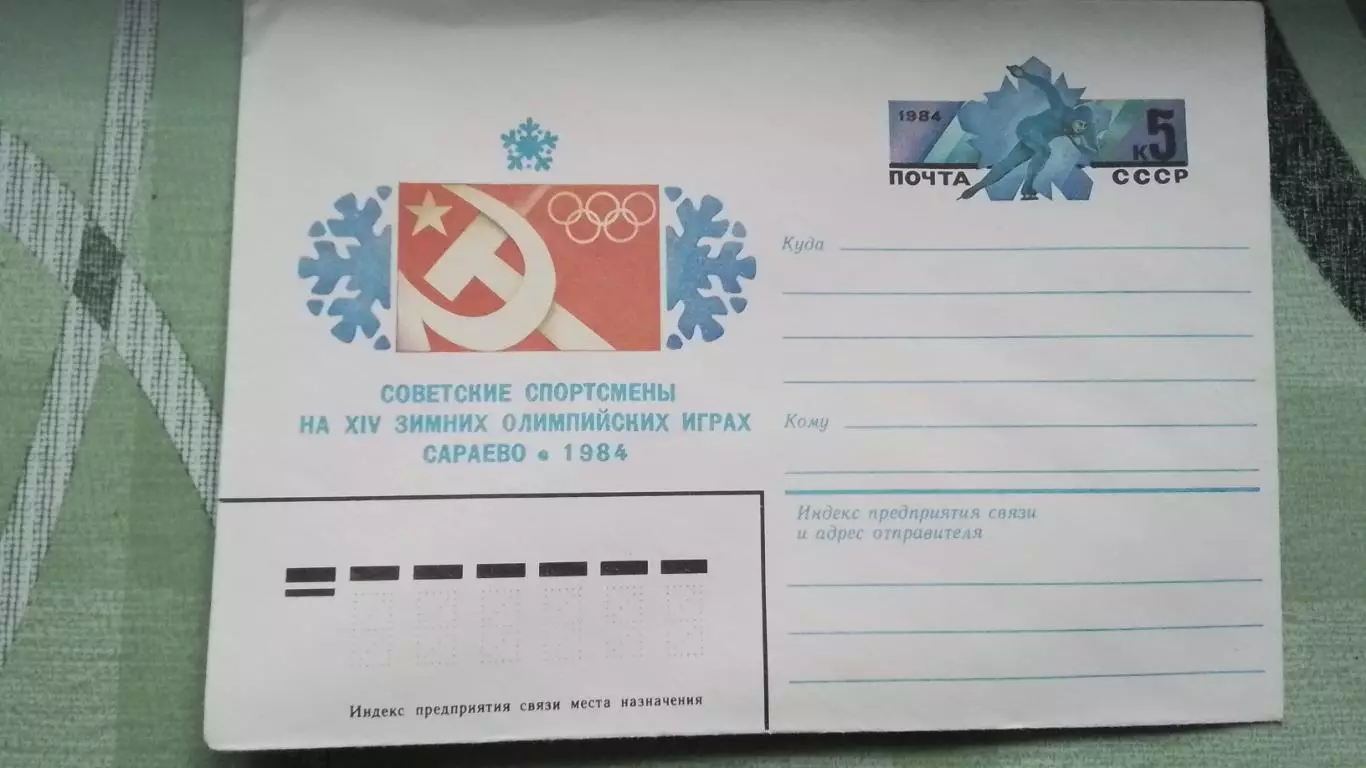 1984
к5
ПОЧТА СССР
СОВЕТСКИЕ СПОРТСМЕНЫ
НА XIV ЗИМНИХ ОЛИМПИЙСКИХ ИГРАХ
САРАЕВО • 1984
Куда
Кому
Индекс предприятия связи
и адрес отправителя
Индекс предприятия связи места назначения